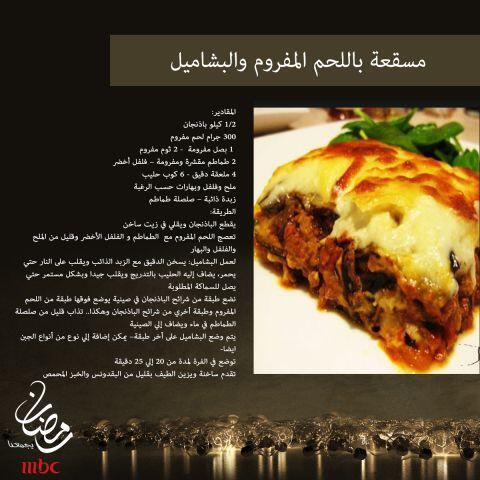 مسقعة باللحم المفروم والبشاميل
المقادير:
1/2 كيلو باذنجان
300 جرام لحم مفروم
1 بصل مفرومة - 2 ثوم مفروم
2 طماطم مقشرة ومفرومة – فلفل أخضر
4 ملعقة دقيق - 6 كوب حليب
ملح وفلفل وبهارات حسب الرغبة
زبدة ذائبة – صلصلة طماطم
الطريقة:
يقطع الباذنجان ويقلي في زيت ساخن
تعصج اللحم المفروم مع الطماطم و الفلفل الأخضر وقليل من الملح
والفلفل والبهار
لعمل البشاميل: يسخن الدقيق مع الزبد الذائب ويقلب على النار حتي
يحمر، يضاف إليه الحليب بالتدريج ويقلب جيدا وبشكل مستمر حتي
يصل للسماكة المطلوبة
نضع طبقة من شرائح الباذنجان في صينية يوضع فوقها طبقة من اللحم
المفروم وطبقة أخري من شرائح الباذنجان وهكذا.. تذاب قليل من صلصلة
الطماطم في ماء ويضاف إلي الصينية
يتم وضع البشاميل على أخر طبقة– يمكن إضافة إلي نوع من أنواع الجبن
ايضا-
توضع في الفرن لمدة من 20 إلي 25 دقيقة
تقدم ساخنة ويزين الطبق بقليل من البقدونس والخبز المحمص
رمضان
يجمعنا
mbc